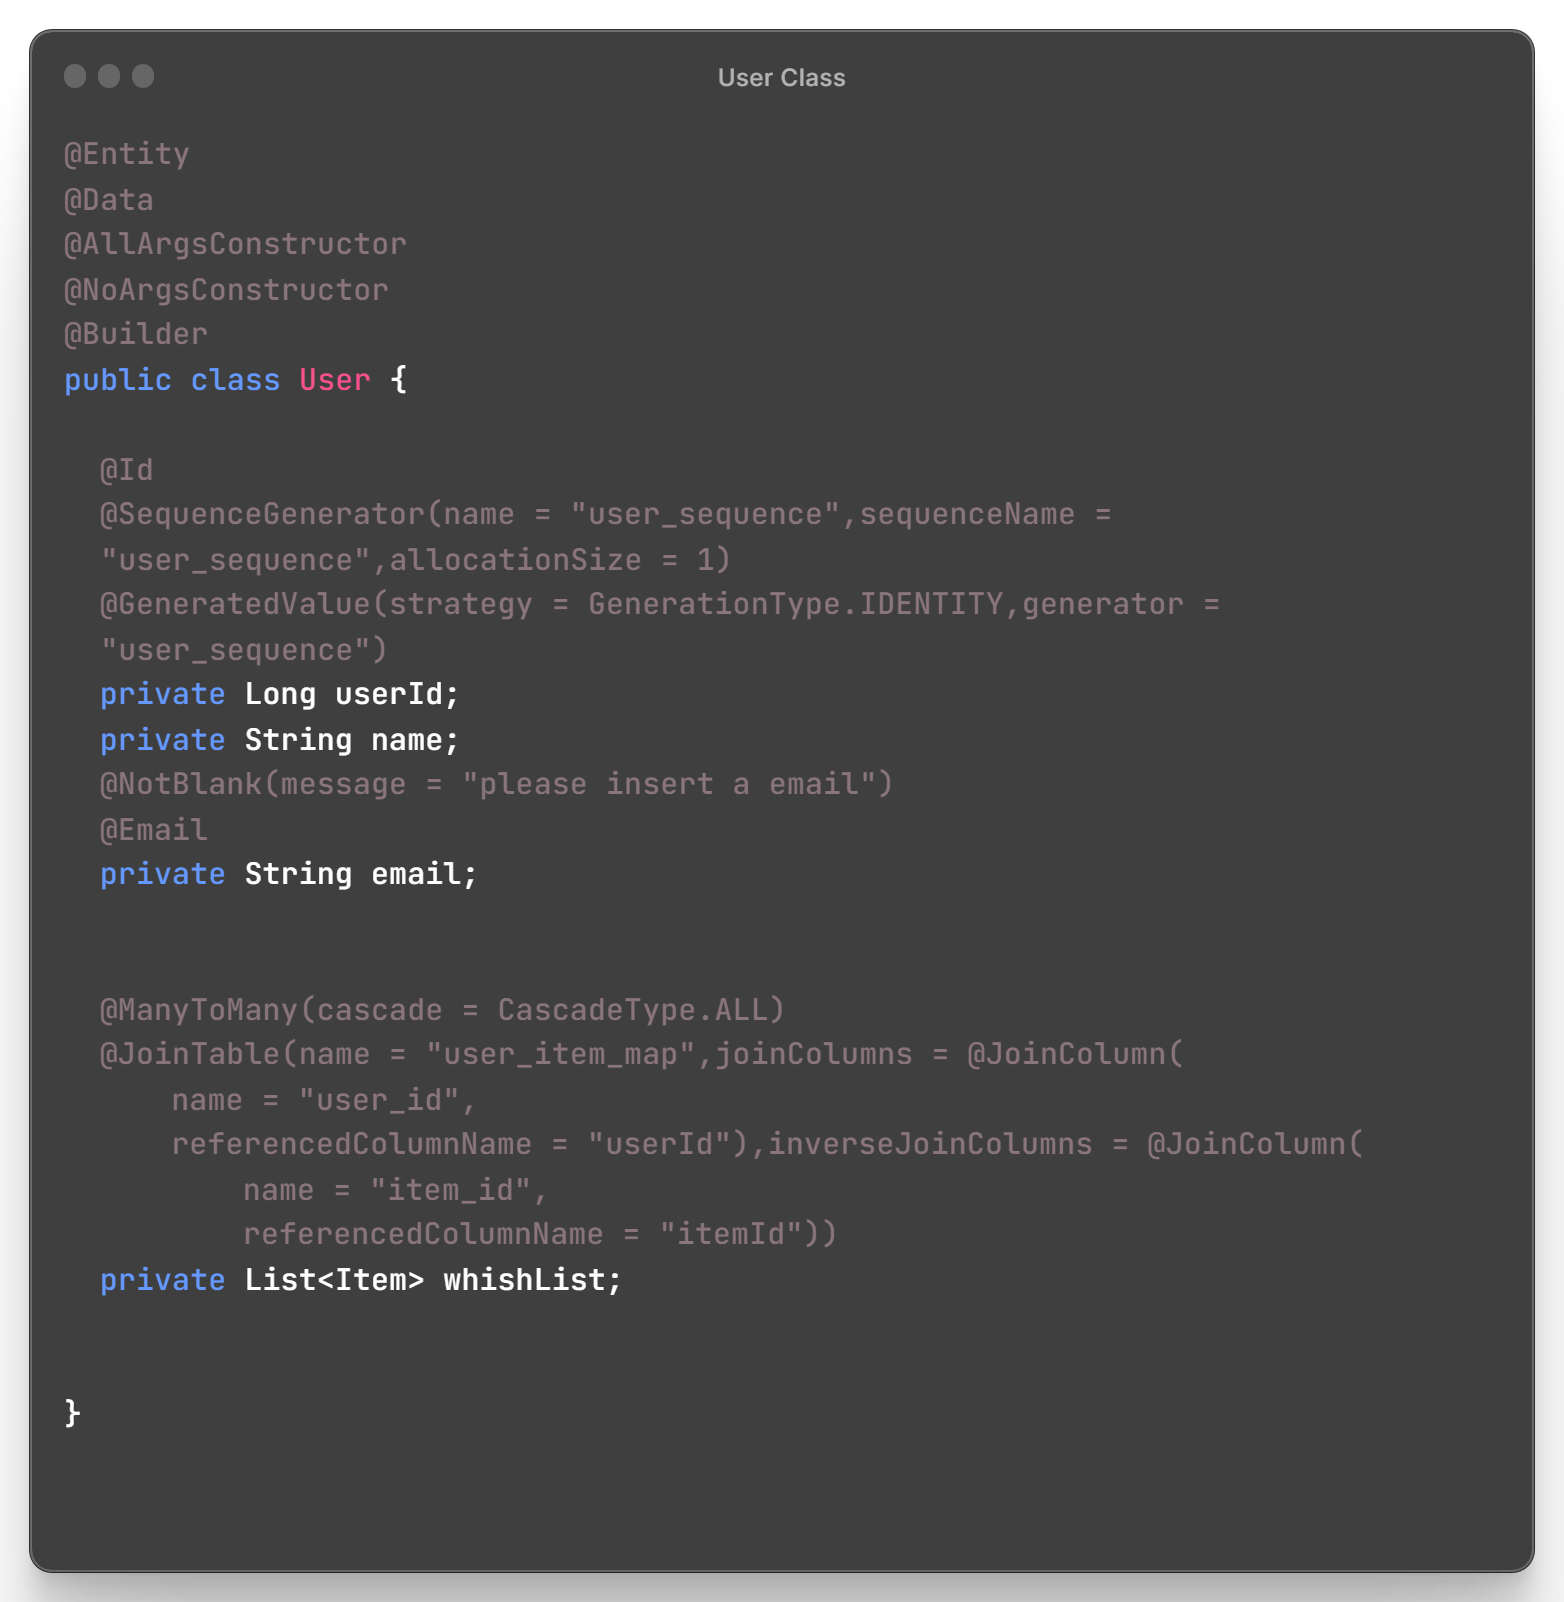 User Class
@Entity
@Data
@AllArgsConstructor
@NoArgsConstructor
@Builder
public class User {
@Id
@SequenceGenerator(name = "user_sequence",sequenceName =
"user_sequence",allocationSize = 1)
@GeneratedValue(strategy = GenerationType.IDENTITY,generator =
"user_sequence")
private Long userId;
private String name;
@NotBlank(message = "please insert a email")
@Email
private String email;
@ManyToMany(cascade = CascadeType.ALL)
@JoinTable(name = "user_item_map",joinColumns = @JoinColumn(
name = "user_id",
referencedColumnName = "userId"),inverseJoinColumns = @JoinColumn(
name = "item_id",
referencedColumnName = "itemId"))
private List<Item> whishList;
}